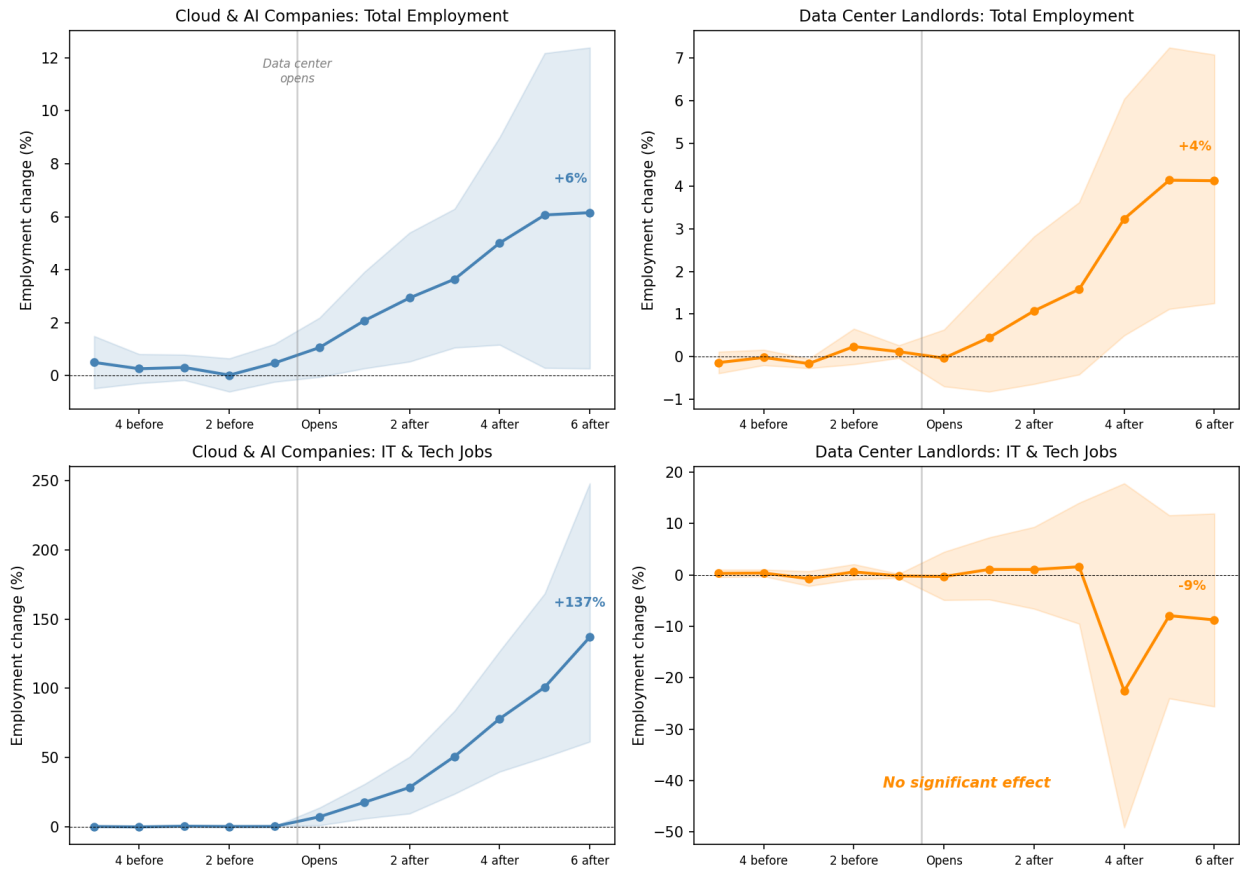 Cloud & AI Companies: Total Employment
Employment change (%)
12
10
8
6
4
2
0
Data center
opens
+6%
4 before
2 before
Opens
2 after
4 after
6 after
Data Center Landlords: Total Employment
Employment change (%)
7
6
5
4
3
2
1
0
−1
+4%
4 before
2 before
Opens
2 after
4 after
6 after
Cloud & AI Companies: IT & Tech Jobs
Employment change (%)
250
200
150
100
50
0
+137%
4 before
2 before
Opens
2 after
4 after
6 after
Data Center Landlords: IT & Tech Jobs
Employment change (%)
20
10
0
−10
−20
−30
−40
−50
-9%
No significant effect
4 before
2 before
Opens
2 after
4 after
6 after